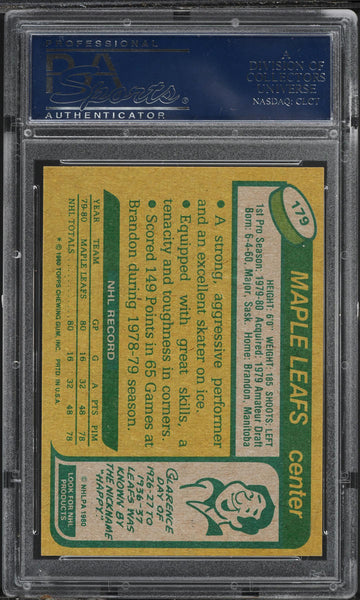 PROFESSIONAL
PSA
Sports
AUTHENTICATOR
A
DIVISION OF
COLLECTORS
UNIVERSE
NASDAQ: CLCT
179
MAPLE LEAFS center
HEIGHT: 6'0" WEIGHT: 185 SHOOTS: LEFT
1st Pro Season: 1979-80 Acquired: 1979 Amateur Draft
Born: 6-4-60, Major, Sask. Home: Brandon, Manitoba
• A strong, aggressive performer
and an excellent skater on ice.
• Equipped with great skills, a
tenacity and toughness in corners.
• Scored 149 Points in 65 Games at
Brandon during 1978-79 season.
NHL RECORD
YEAR TEAM GP G A PTS PIM
79-80 MAPLE LEAFS 80 16 32 48 78
NHL TOTALS 80 16 32 48 78
* © 1980 TOPPS CHEWING GUM, INC. PRTD. IN U.S.A.
CLARENCE
DAY OF
1926-27 TO
1936-37
LEAFS WAS
KNOWN BY
THE NICKNAME
"HAPPY"
© NHLPA 1980
LOOK FOR NHL
PRODUCTS